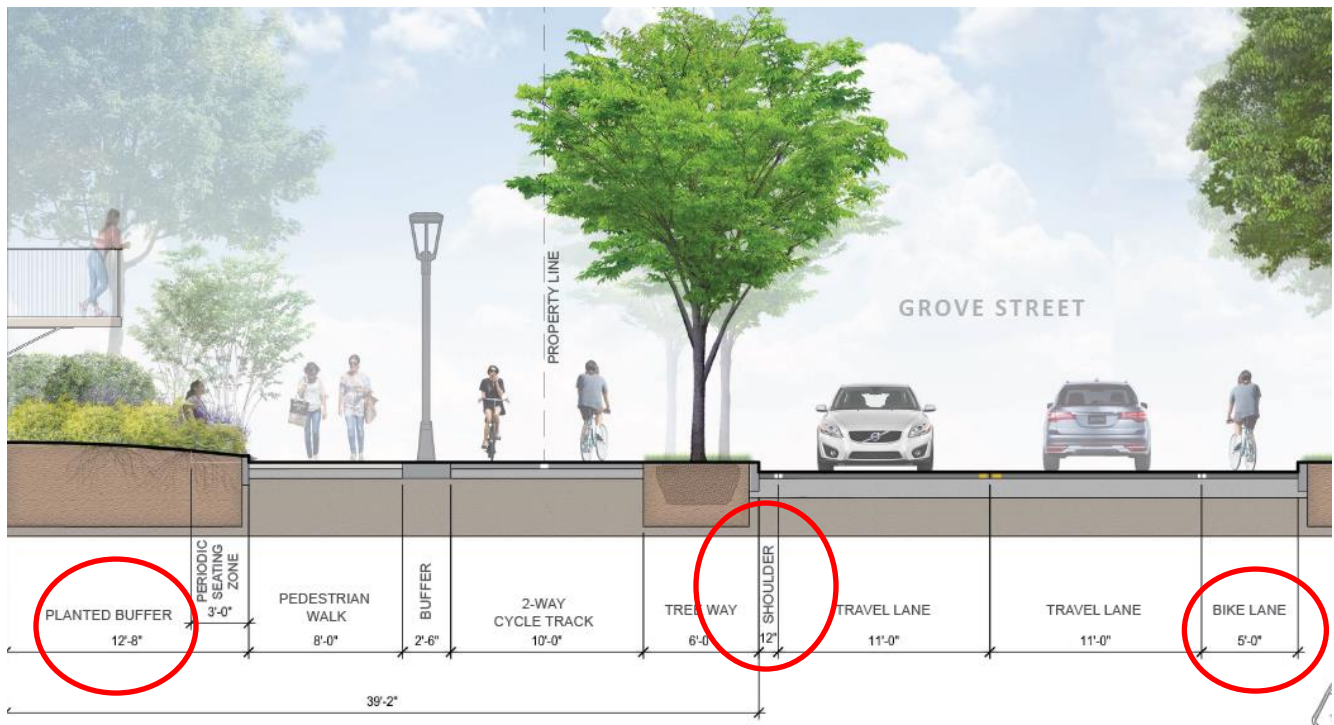 PROPERTY LINE
GROVE STREET
PLANTED BUFFER
12'-8"
PERIODIC
SEATING
ZONE
3'-0"
PEDESTRIAN
WALK
8'-0"
BUFFER
2'-6"
2-WAY
CYCLE TRACK
10'-0"
TREE WAY
6'-0
SHOULDER
12"
TRAVEL LANE
11'-0"
TRAVEL LANE
11'-0"
BIKE LANE
5'-0"
39'-2"